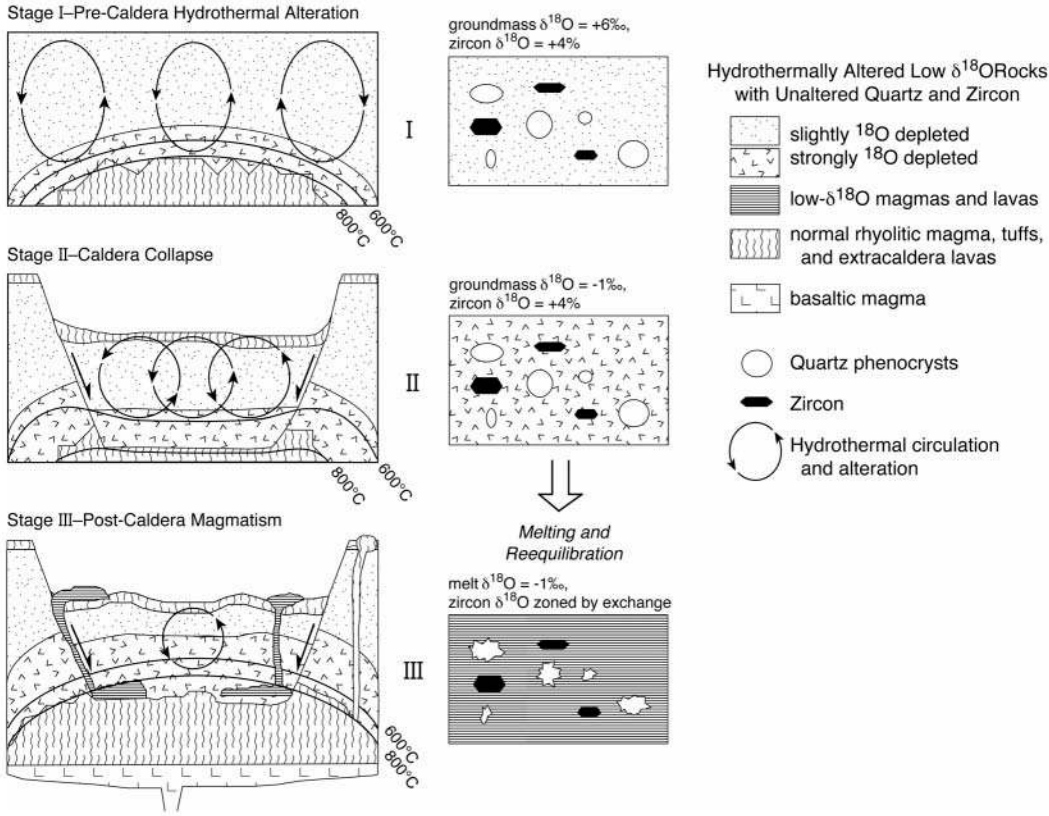 Stage I–Pre-Caldera Hydrothermal Alteration
800°C
600°C
I
groundmass δ18O = +6‰,
zircon δ18O = +4%
Stage II–Caldera Collapse
800°C
600°C
II
groundmass δ18O = -1‰,
zircon δ18O = +4%
Melting and
Reequilibration
Stage III–Post-Caldera Magmatism
600°C
800°C
III
melt δ18O = -1‰,
zircon δ18O zoned by exchange
Hydrothermally Altered Low δ18ORocks
with Unaltered Quartz and Zircon
slightly 18O depleted
strongly 18O depleted
low-δ18O magmas and lavas
normal rhyolitic magma, tuffs,
and extracaldera lavas
basaltic magma
Quartz phenocrysts
Zircon
Hydrothermal circulation
and alteration